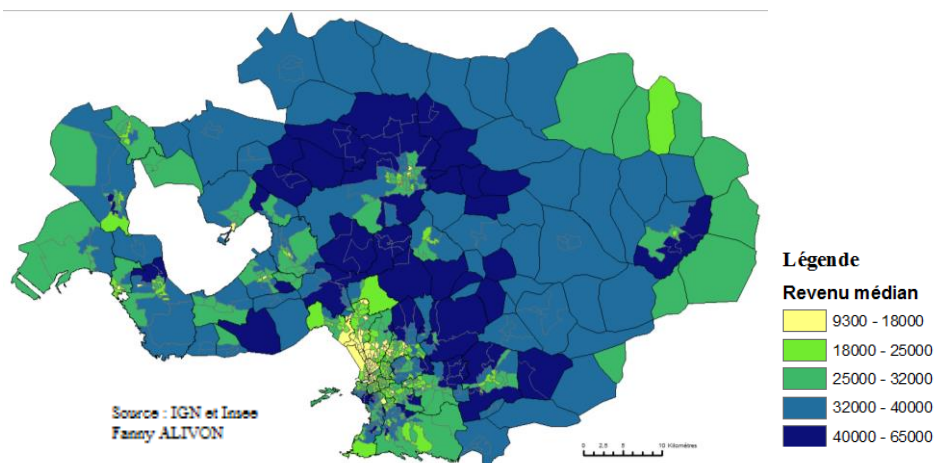 Légende
Revenu médian
9300 - 18000
18000 - 25000
25000 - 32000
32000 - 40000
40000 - 65000
Source : IGN et Insee
Fanny ALIVON
0 2,5 5 10 Kilomètres